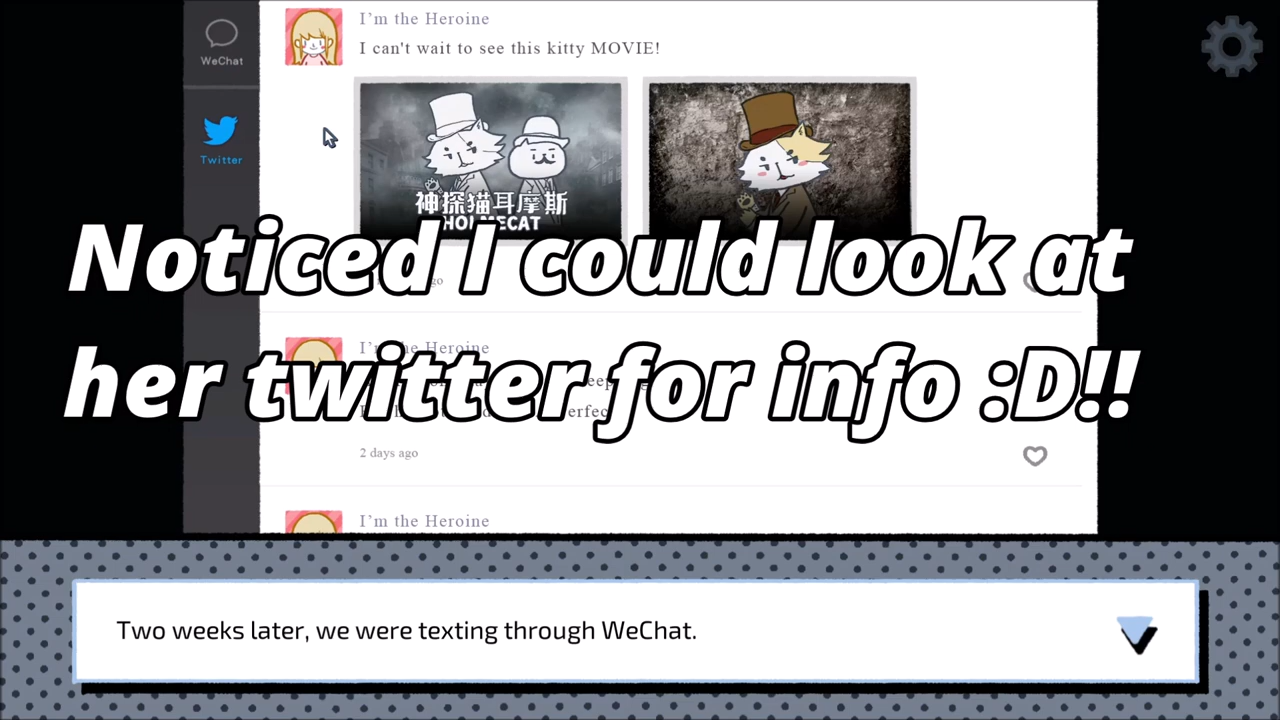 WeChat
Twitter
I'm the Heroine
I can't wait to see this kitty MOVIE!
神探猫耳摩斯
HOLMECAT
ago
Noticed I could look at
her twitter for info :D!!
I'm the Heroine
2 days ago
I'm the Heroine
Two weeks later, we were texting through WeChat.